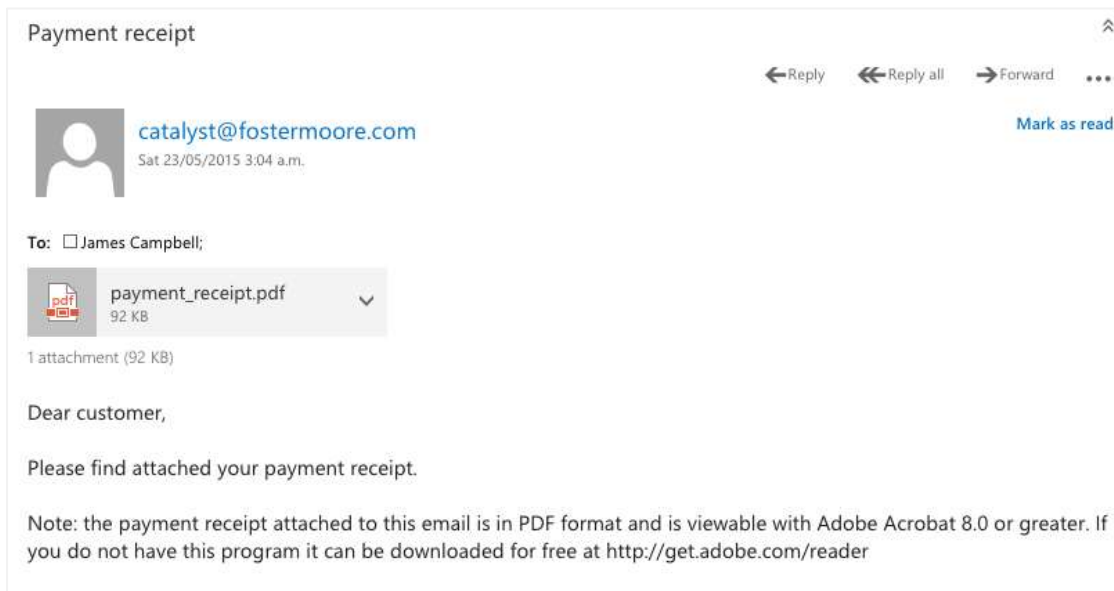 Payment receipt
Reply Reply all Forward
catalyst@fostermoore.com
Mark as read
Sat 23/05/2015 3:04 a.m.
To: James Campbell;
pdf
payment_receipt.pdf
92 KB
1 attachment (92 KB)
Dear customer,
Please find attached your payment receipt.
Note: the payment receipt attached to this email is in PDF format and is viewable with Adobe Acrobat 8.0 or greater. If
you do not have this program it can be downloaded for free at http://get.adobe.com/reader